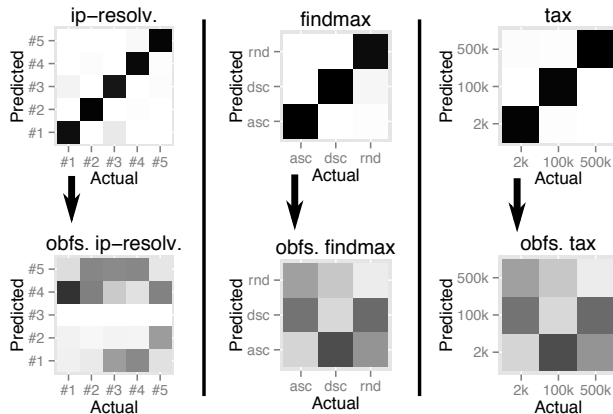 ip-resolv.
Predicted
#5
#4
#3
#2
#1
#1 #2 #3 #4 #5
Actual
findmax
Predicted
rnd
dsc
asc
asc dsc rnd
Actual
tax
Predicted
500k
100k
2k
2k 100k 500k
Actual
obfs. ip-resolv.
Predicted
#5
#4
#3
#2
#1
#1 #2 #3 #4 #5
Actual
obfs. findmax
Predicted
rnd
dsc
asc
asc dsc rnd
Actual
obfs. tax
Predicted
500k
100k
2k
2k 100k 500k
Actual